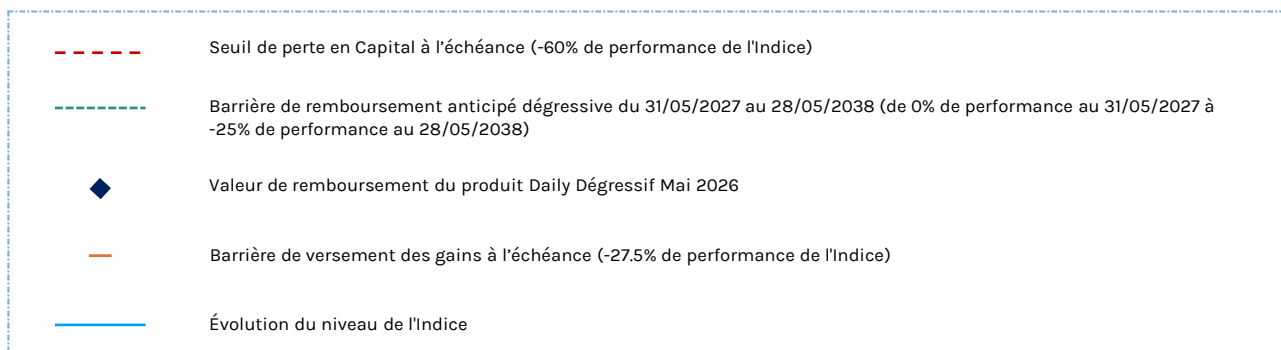 Seuil de perte en Capital à l’échéance (-60% de performance de l'Indice)
Barrière de remboursement anticipé dégressive du 31/05/2027 au 28/05/2038 (de 0% de performance au 31/05/2027 à
-25% de performance au 28/05/2038)
Valeur de remboursement du produit Daily Dégressif Mai 2026
Barrière de versement des gains à l’échéance (-27.5% de performance de l'Indice)
Évolution du niveau de l'Indice